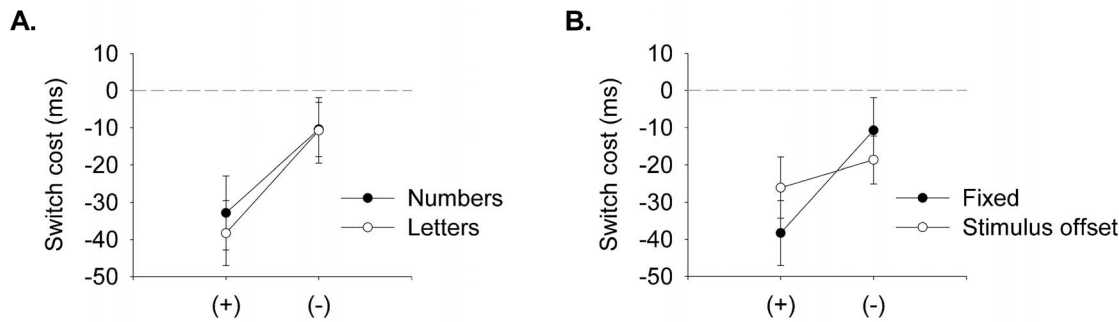 A.
Switch cost (ms)
10
0
-10
-20
-30
-40
-50
(+)
(-)
Numbers
Letters
B.
Switch cost (ms)
10
0
-10
-20
-30
-40
-50
(+)
(-)
Fixed
Stimulus offset